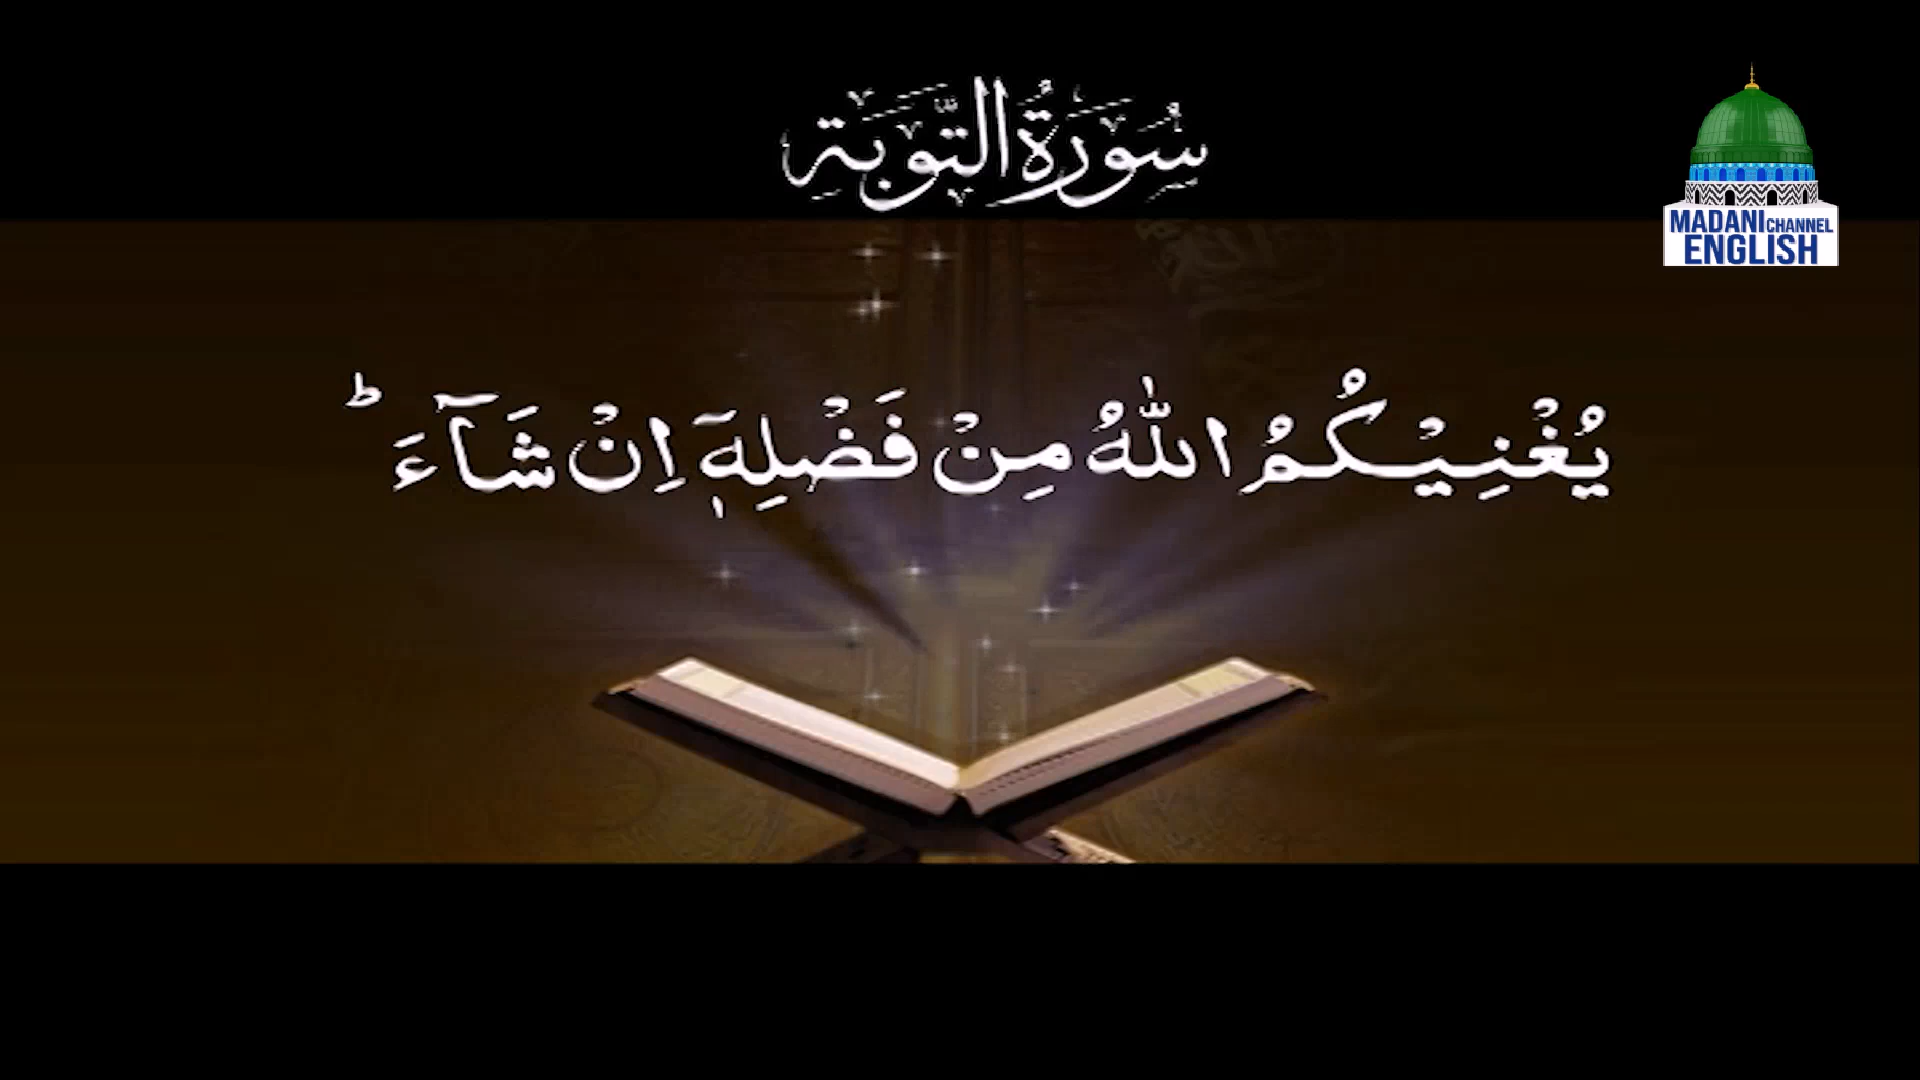 سُوْرَۃُ التَّوْبَۃِ
MADANI CHANNEL
ENGLISH
یُغْنِیْكُمُ اللّٰهُ مِنْ فَضْلِهٖۤ اِنْ شَآءَ ؕ